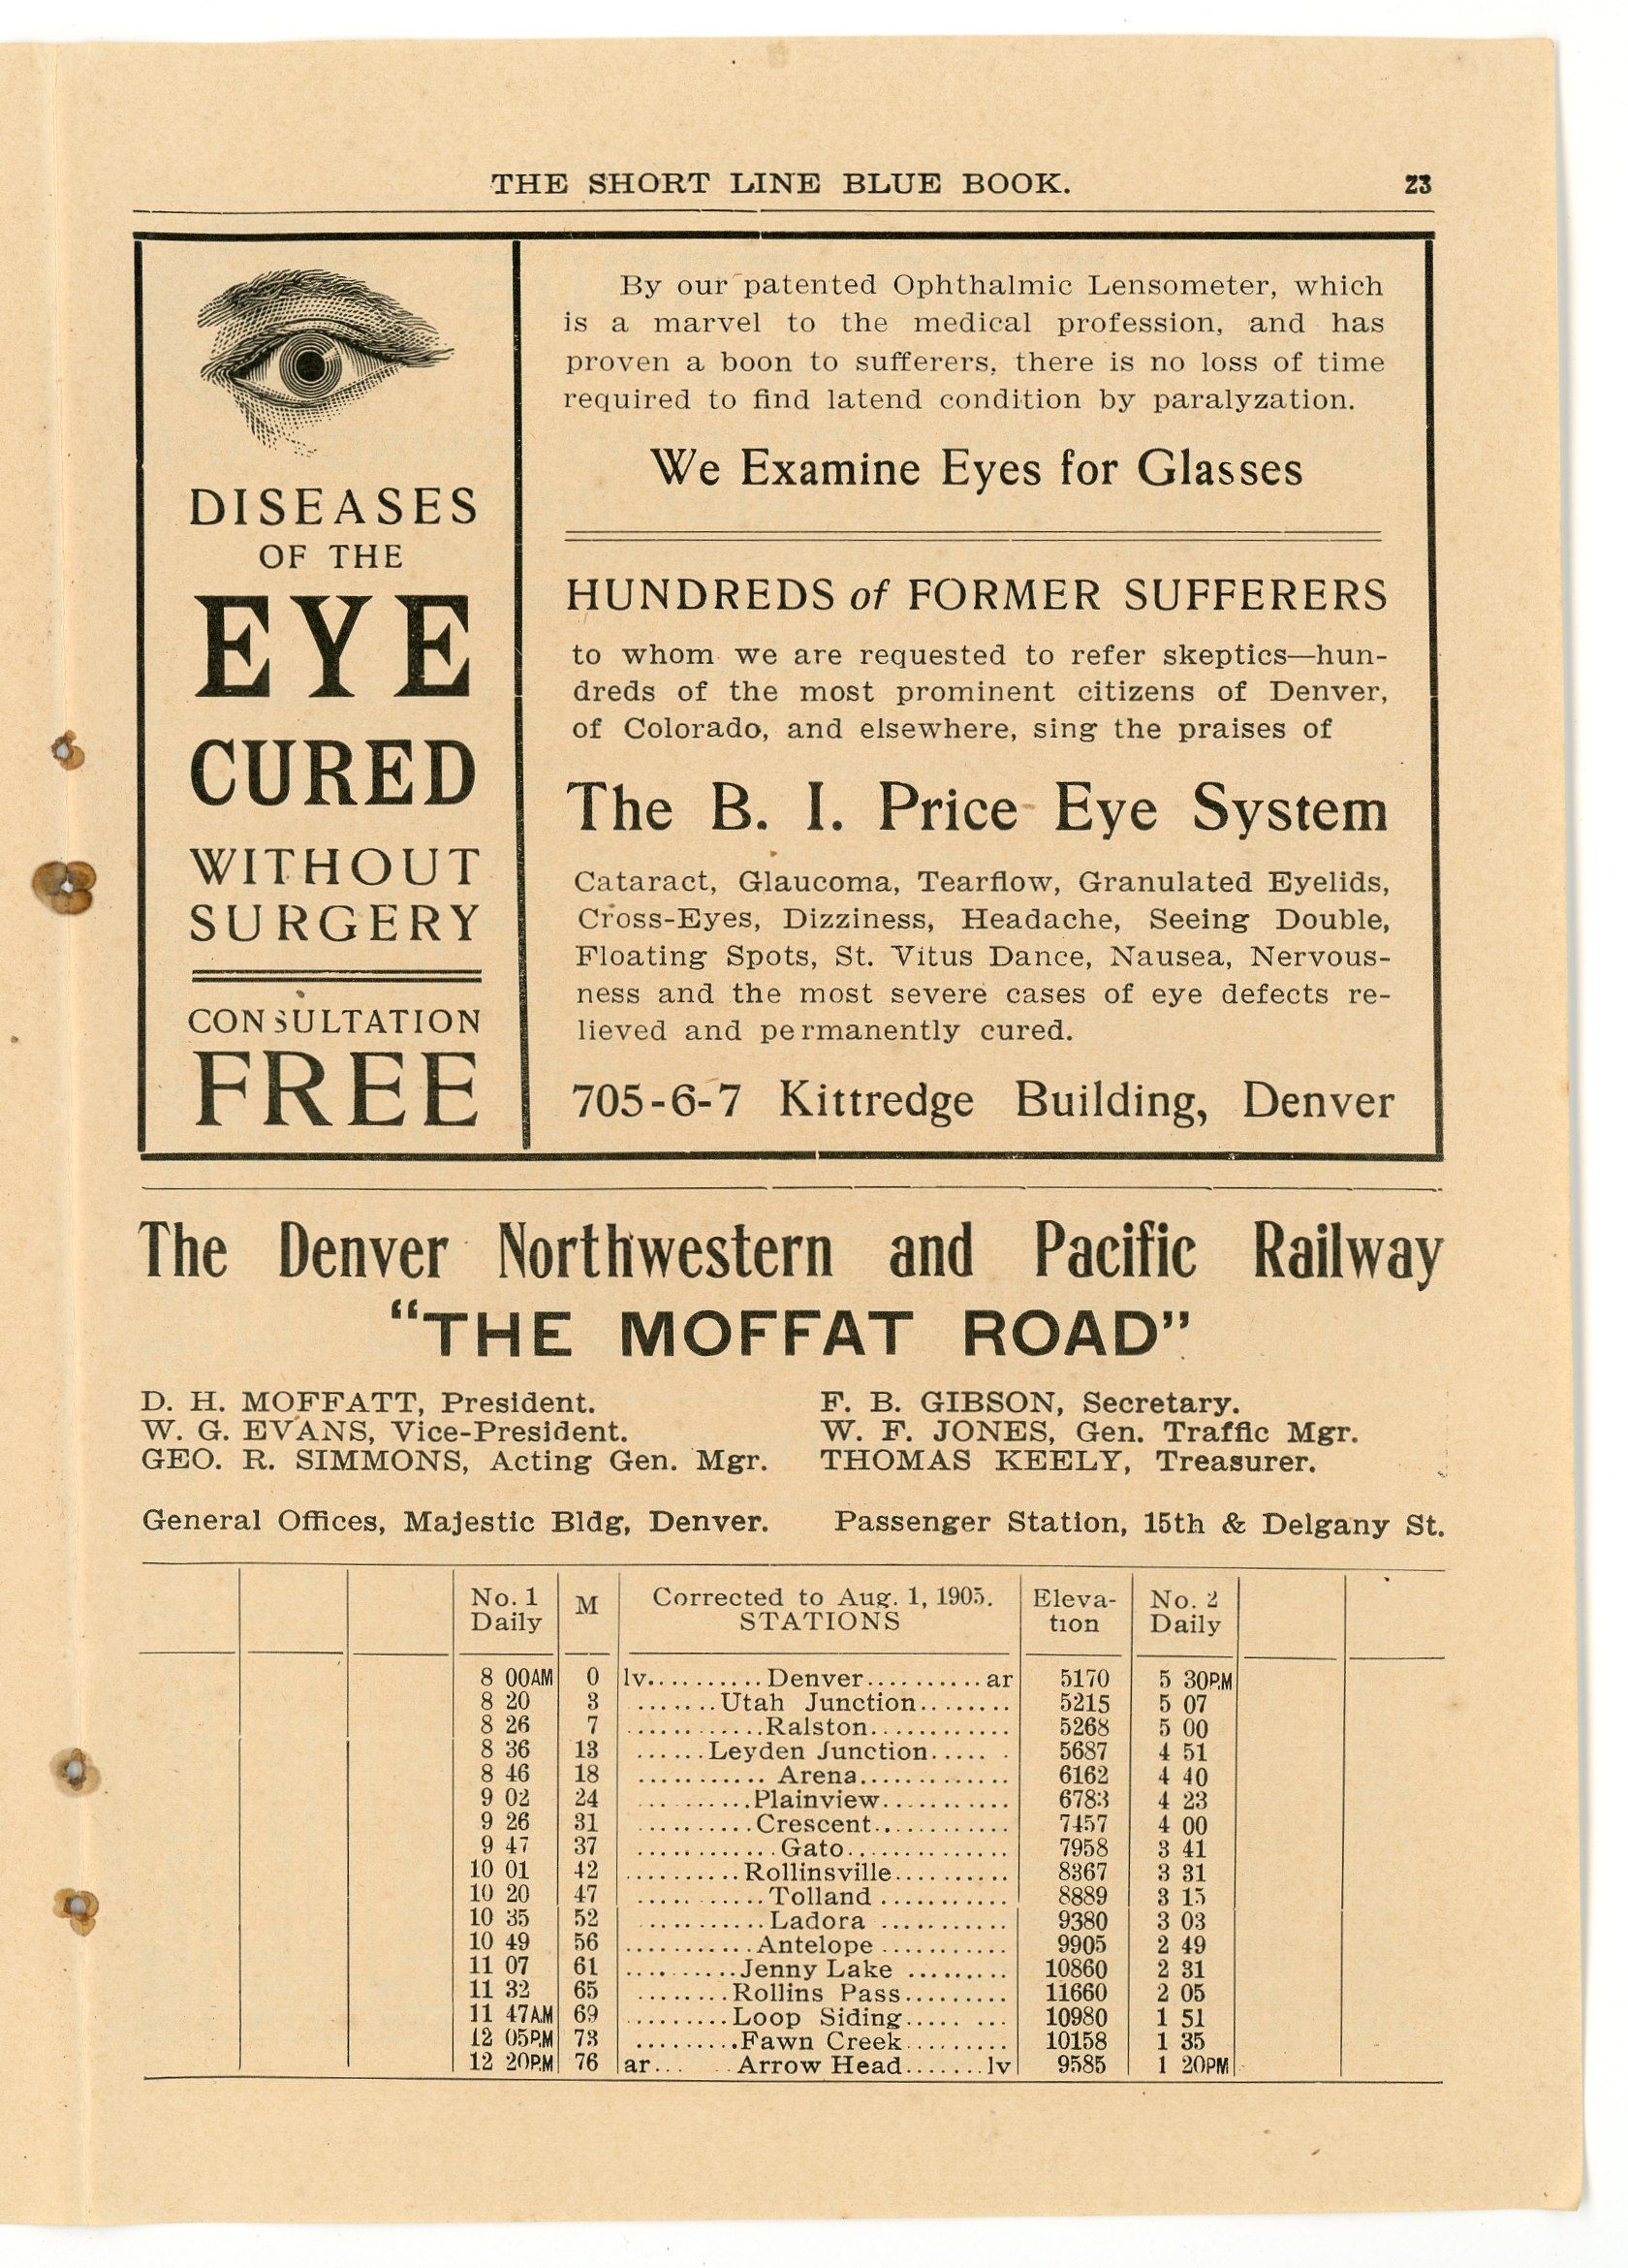 THE SHORT LINE BLUE BOOK. 23
DISEASES
OF THE
EYE
CURED
WITHOUT
SURGERY
CONSULTATION
FREE
By our patented Ophthalmic Lensometer, which
is a marvel to the medical profession, and has
proven a boon to sufferers, there is no loss of time
required to find latend condition by paralyzation.
We Examine Eyes for Glasses
HUNDREDS of FORMER SUFFERERS
to whom we are requested to refer skeptics—hun-
dreds of the most prominent citizens of Denver,
of Colorado, and elsewhere, sing the praises of
The B. I. Price Eye System
Cataract, Glaucoma, Tearflow, Granulated Eyelids,
Cross-Eyes, Dizziness, Headache, Seeing Double,
Floating Spots, St. Vitus Dance, Nausea, Nervous-
ness and the most severe cases of eye defects re-
lieved and permanently cured.
705-6-7 Kittredge Building, Denver
The Denver Northwestern and Pacific Railway
“THE MOFFAT ROAD”
D. H. MOFFATT, President. F. B. GIBSON, Secretary.
W. G. EVANS, Vice-President. W. F. JONES, Gen. Traffic Mgr.
GEO. R. SIMMONS, Acting Gen. Mgr. THOMAS KEELY, Treasurer.
General Offices, Majestic Bldg, Denver. Passenger Station, 15th & Delgany St.
No. 1 M Corrected to Aug. 1, 1905. Eleva- No. 2
Daily STATIONS tion Daily
8 00AM 0 lv..........Denver..........ar 5170 5 30P.M
8 20 3 .......Utah Junction........ 5215 5 07
8 26 7 ............Ralston............ 5268 5 00
8 36 13 ......Leyden Junction..... . 5687 4 51
8 46 18 ........... Arena............. 6162 4 40
9 02 24 ..........Plainview........... 6783 4 23
9 26 31 ..........Crescent............ 7457 4 00
9 47 37 ............Gato.............. 7958 3 41
10 01 42 ..........Rollinsville.......... 8367 3 31
10 20 47 ...........Tolland ........... 8889 3 15
10 35 52 ...........Ladora ........... 9380 3 03
10 49 56 ...........Antelope ........... 9905 2 49
11 07 61 ..........Jenny Lake ......... 10860 2 31
11 32 65 ........Rollins Pass......... 11660 2 05
11 47A.M 69 .........Loop Siding..... ... 10980 1 51
12 05P.M 73 .........Fawn Creek......... 10158 1 35
12 20P.M 76 ar... ..Arrow Head.......lv 9585 1 20PM